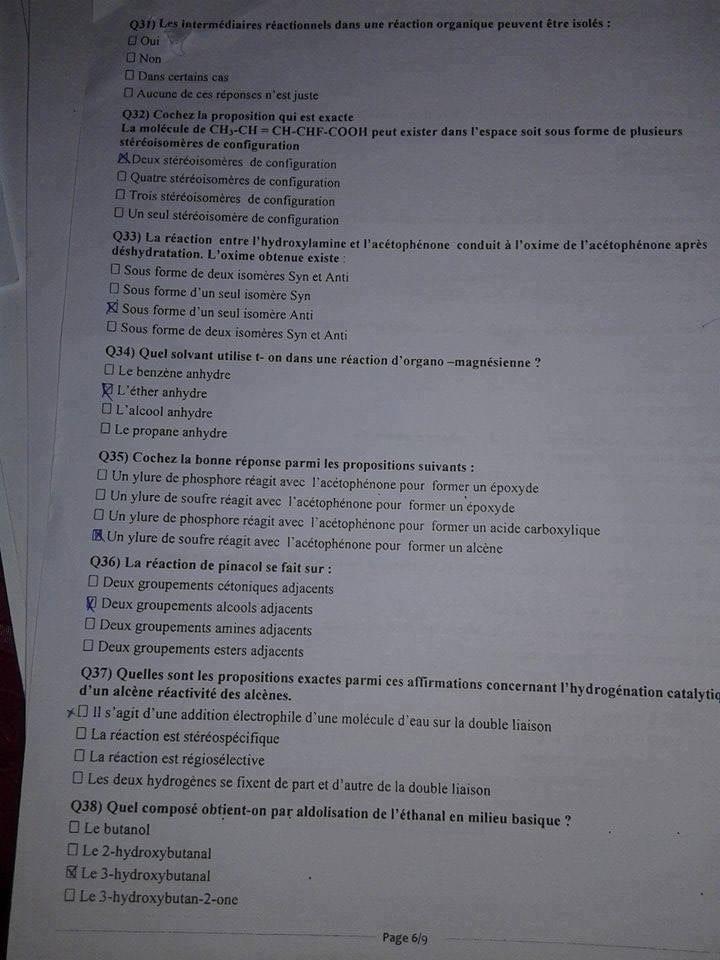 Q31) Les intermédiaires réactionnels dans une réaction organique peuvent être isolés :
☐ Oui
☐ Non
☐ Dans certains cas
☐ Aucune de ces réponses n'est juste
Q32) Cochez la proposition qui est exacte
La molécule de CH₃-CH = CH-CHF-COOH peut exister dans l'espace soit sous forme de plusieurs
stéréoisomères de configuration
☒ Deux stéréoisomères de configuration
☐ Quatre stéréoisomères de configuration
☐ Trois stéréoisomères de configuration
☐ Un seul stéréoisomère de configuration
Q33) La réaction entre l'hydroxylamine et l'acétophénone conduit à l'oxime de l'acétophénone après
déshydratation. L'oxime obtenue existe :
☐ Sous forme de deux isomères Syn et Anti
☐ Sous forme d'un seul isomère Syn
☒ Sous forme d'un seul isomère Anti
☐ Sous forme de deux isomères Syn et Anti
Q34) Quel solvant utilise t- on dans une réaction d'organo –magnésienne ?
☐ Le benzène anhydre
☒ L'éther anhydre
☐ L'alcool anhydre
☐ Le propane anhydre
Q35) Cochez la bonne réponse parmi les propositions suivants :
☐ Un ylure de phosphore réagit avec l'acétophénone pour former un époxyde
☐ Un ylure de soufre réagit avec l'acétophénone pour former un époxyde
☐ Un ylure de phosphore réagit avec l'acétophénone pour former un acide carboxylique
☒ Un ylure de soufre réagit avec l'acétophénone pour former un alcène
Q36) La réaction de pinacol se fait sur :
☐ Deux groupements cétoniques adjacents
☒ Deux groupements alcools adjacents
☐ Deux groupements amines adjacents
☐ Deux groupements esters adjacents
Q37) Quelles sont les propositions exactes parmi ces affirmations concernant l'hydrogénation catalytiq
d'un alcène réactivité des alcènes.
x☐ Il s'agit d'une addition électrophile d'une molécule d'eau sur la double liaison
☐ La réaction est stéréospécifique
☐ La réaction est régiosélective
☐ Les deux hydrogènes se fixent de part et d'autre de la double liaison
Q38) Quel composé obtient-on par aldolisation de l'éthanal en milieu basique ?
☐ Le butanol
☐ Le 2-hydroxybutanal
☒ Le 3-hydroxybutanal
☐ Le 3-hydroxybutan-2-one
Page 6/9